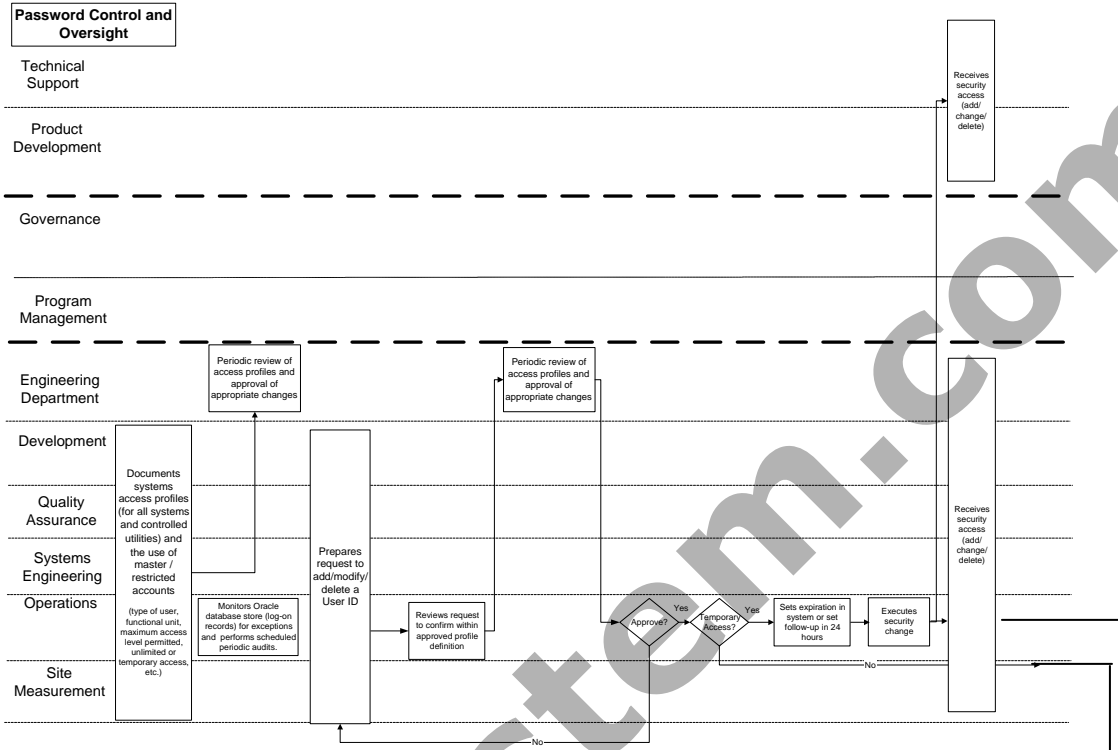 Password Control and
Oversight
Technical
Support
Product
Development
Governance
Program
Management
Engineering
Department
Development
Quality
Assurance
Systems
Engineering
Operations
Site
Measurement
Documents
systems
access profiles
(for all systems
and controlled
utilities) and
the use of
master /
restricted
accounts
(type of user,
functional unit,
maximum access
level permitted,
unlimited or
temporary access,
etc.)
Periodic review of
access profiles and
approval of
appropriate changes
Monitors Oracle
database store (log-on
records) for exceptions
and performs scheduled
periodic audits.
Prepares
request to
add/modify/
delete a
User ID
Reviews request to
confirm within
approved profile
definition
Periodic review of
access profiles and
approval of
appropriate changes
Approve?
Yes
No
Temporary
Access?
Yes
No
Sets expiration in
system or set
follow-up in 24
hours
Executes
security
change
Receives
security
access
(add/
change/
delete)
Receives
security
access
(add/
change/
delete)
stem.com